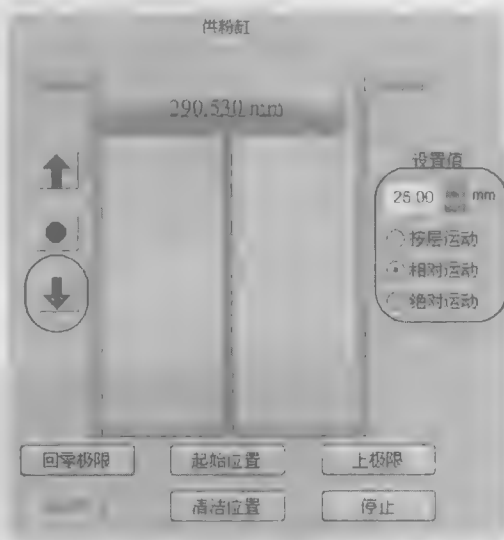 供粉缸
290.530 mm
设置值
25.00 mm
按层运动
相对运动
绝对运动
回零极限
起始位置
上极限
清洁位置
停止